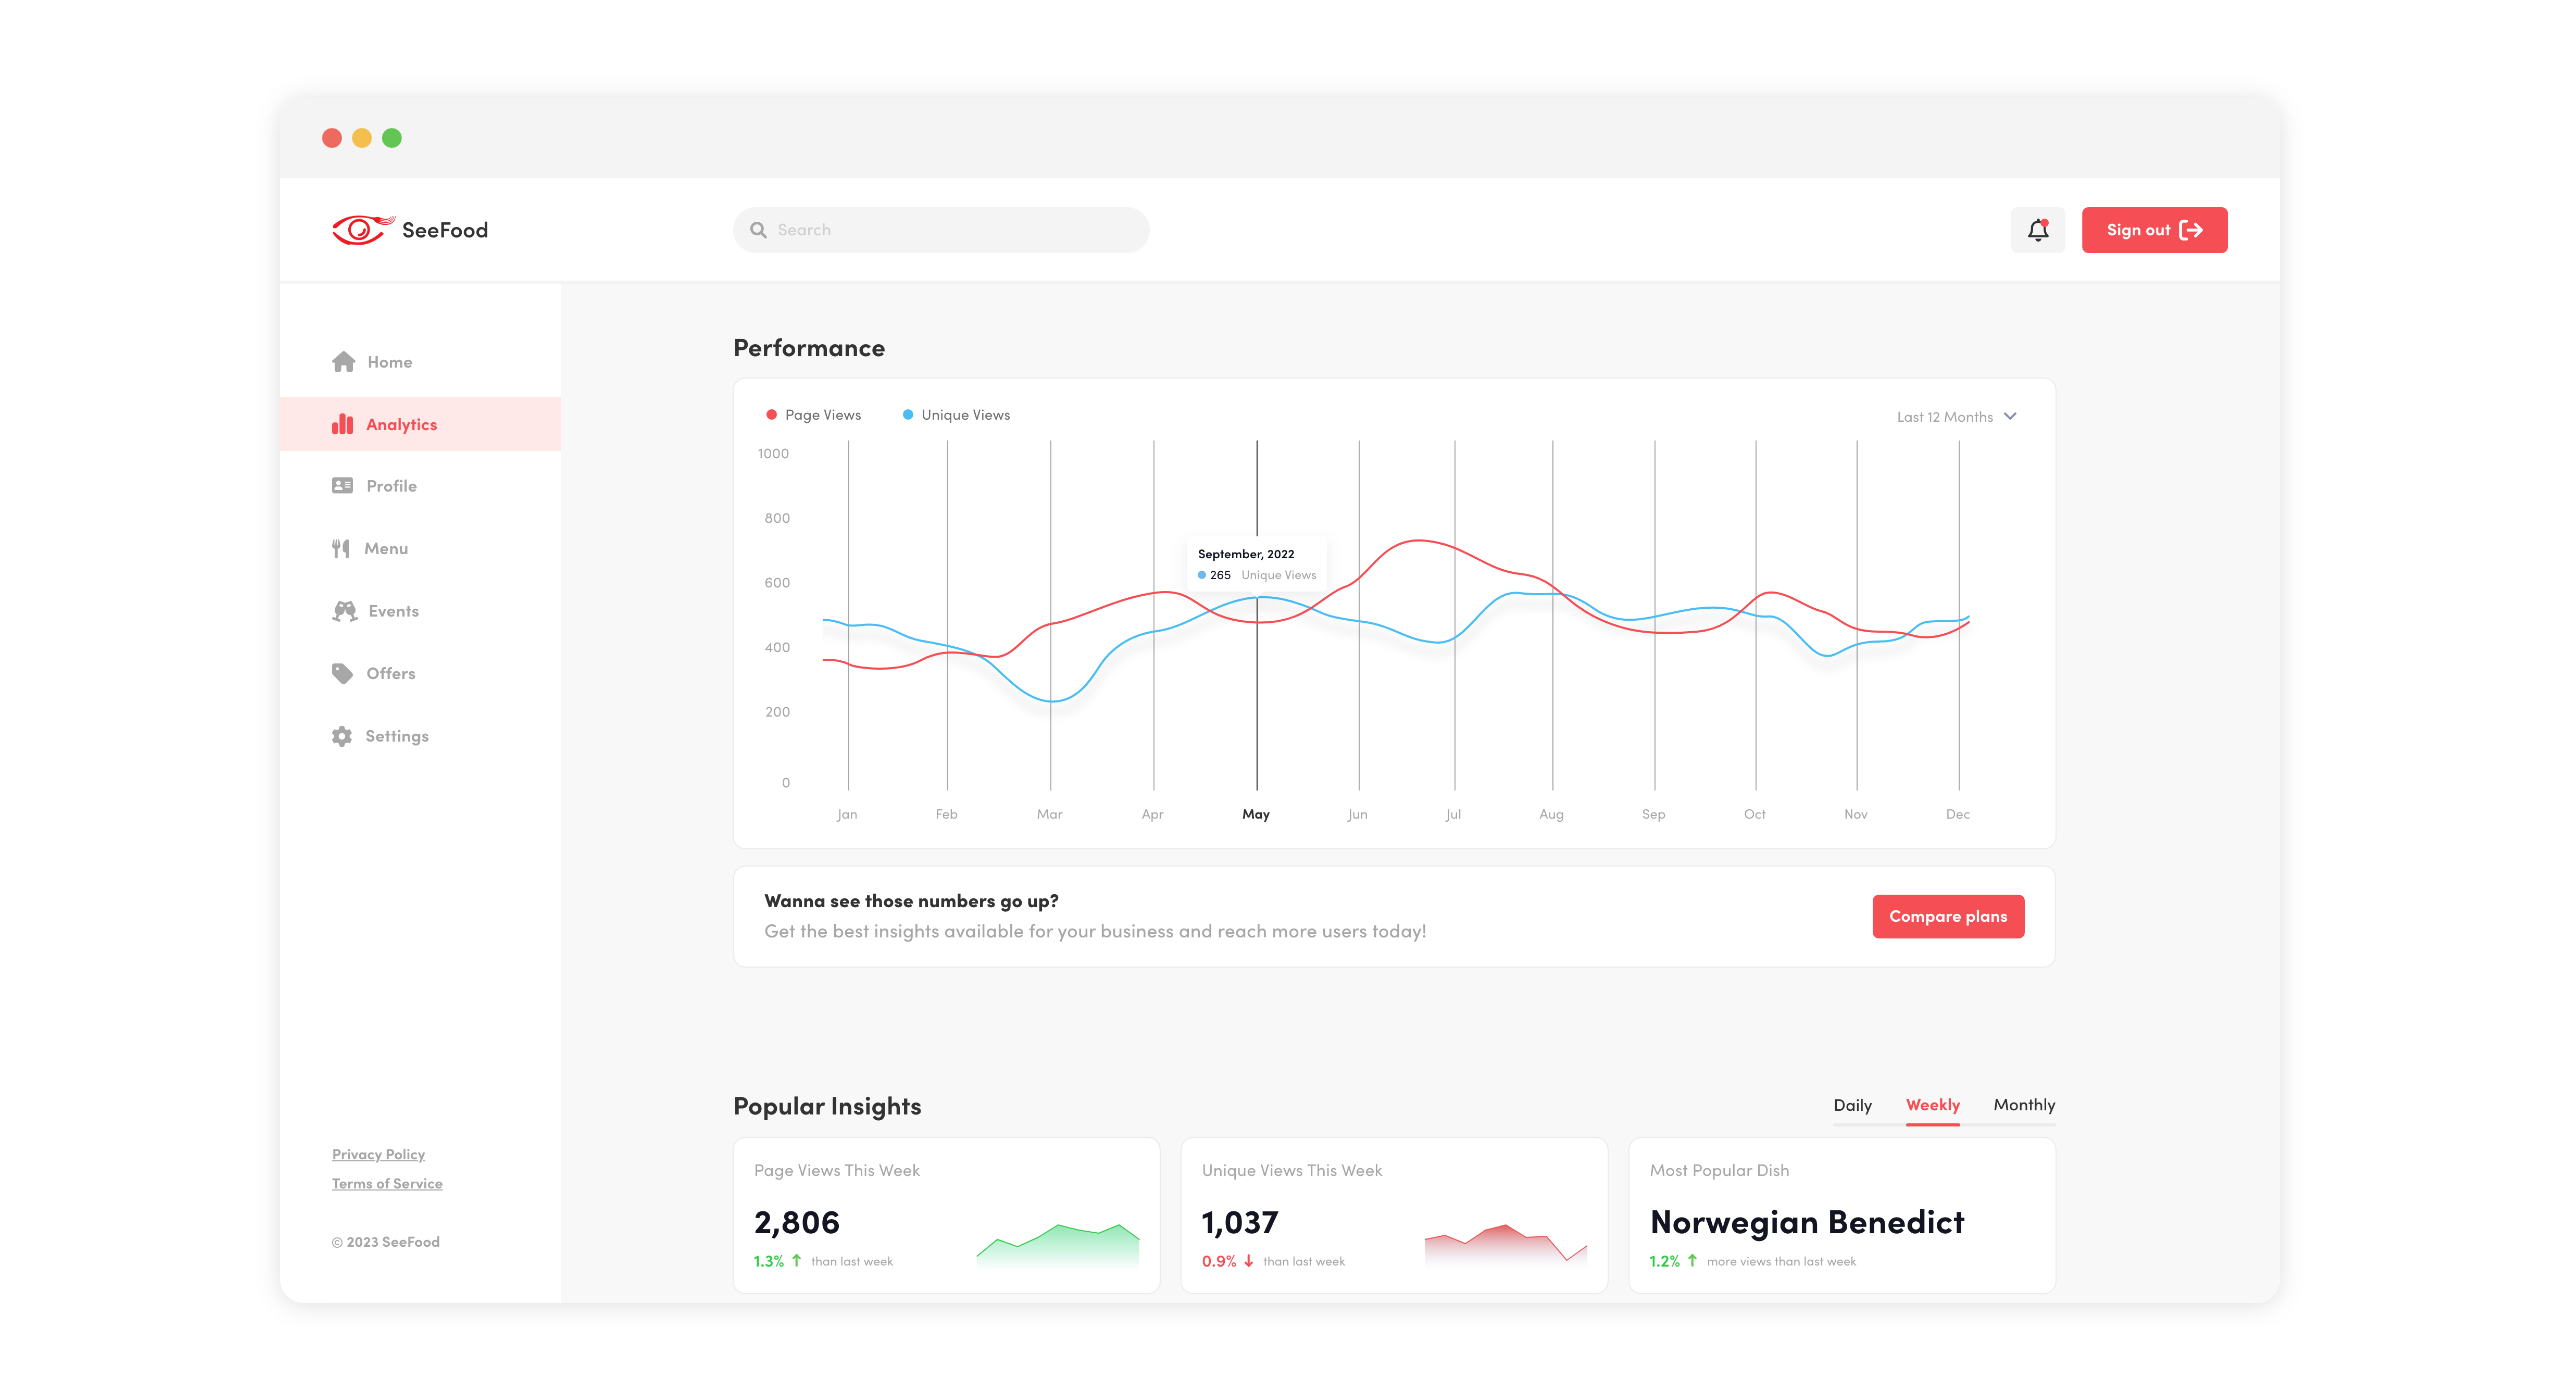 SeeFood
Search
Sign out
Home
Analytics
Profile
Menu
Events
Offers
Settings
Privacy Policy
Terms of Service
© 2023 SeeFood
Performance
Page Views
Unique Views
Last 12 Months
1000
800
600
400
200
0
September, 2022
265 Unique Views
Jan Feb Mar Apr May Jun Jul Aug Sep Oct Nov Dec
Wanna see those numbers go up?
Get the best insights available for your business and reach more users today!
Compare plans
Popular Insights
Daily Weekly Monthly
Page Views This Week
2,806
1.3% ↑ than last week
Unique Views This Week
1,037
0.9% ↓ than last week
Most Popular Dish
Norwegian Benedict
1.2% ↑ more views than last week